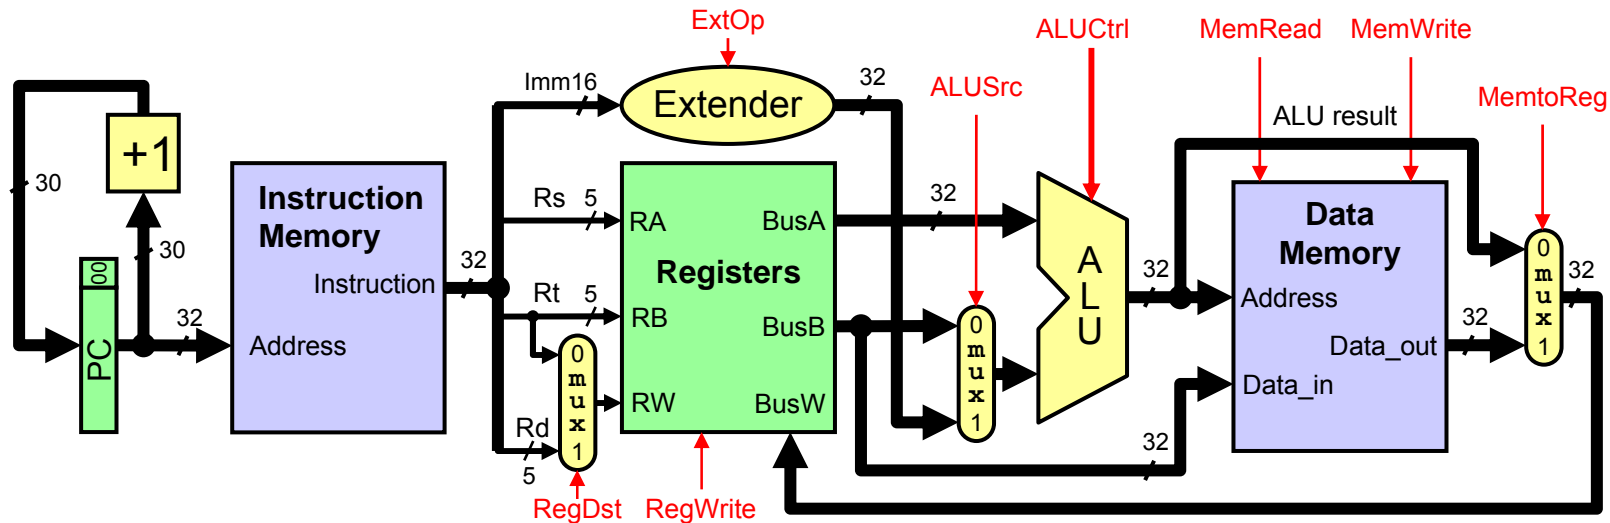 ExtOp
ALUCtrl
MemRead
MemWrite
Imm16
32
ALUSrc
MemtoReg
Extender
ALU result
+1
30
30
Instruction
Memory
Rs
5
RA
BusA
32
Data
Memory
0
mux
1
32
00
PC
32
Instruction
Address
32
Registers
Rt
5
RB
BusB
0
mux
1
ALU
32
Address
Data_out
32
Data_in
0
mux
1
RW
BusW
Rd
5
32
RegDst
RegWrite